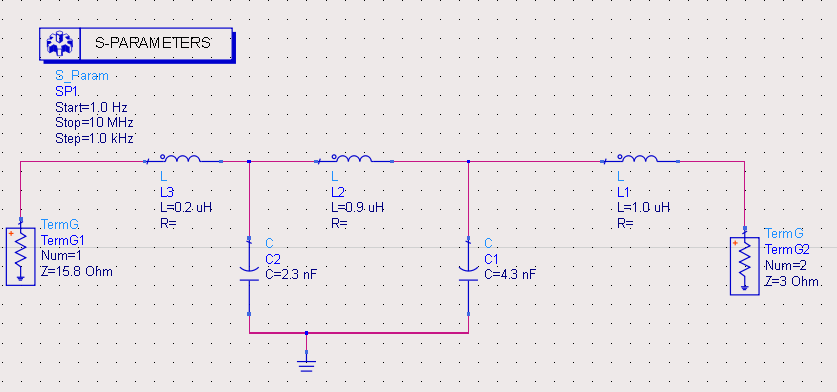 S-PARAMETERS
S_Param
SP1
Start=1.0 Hz
Stop=10 MHz
Step=1.0 kHz
L
L3
L=0.2 uH
R=
L
L2
L=0.9 uH
R=
L
L1
L=1.0 uH
R=
TermG
TermG1
Num=1
Z=15.8 Ohm
C
C2
C=2.3 nF
C
C1
C=4.3 nF
TermG
TermG2
Num=2
Z=3 Ohm